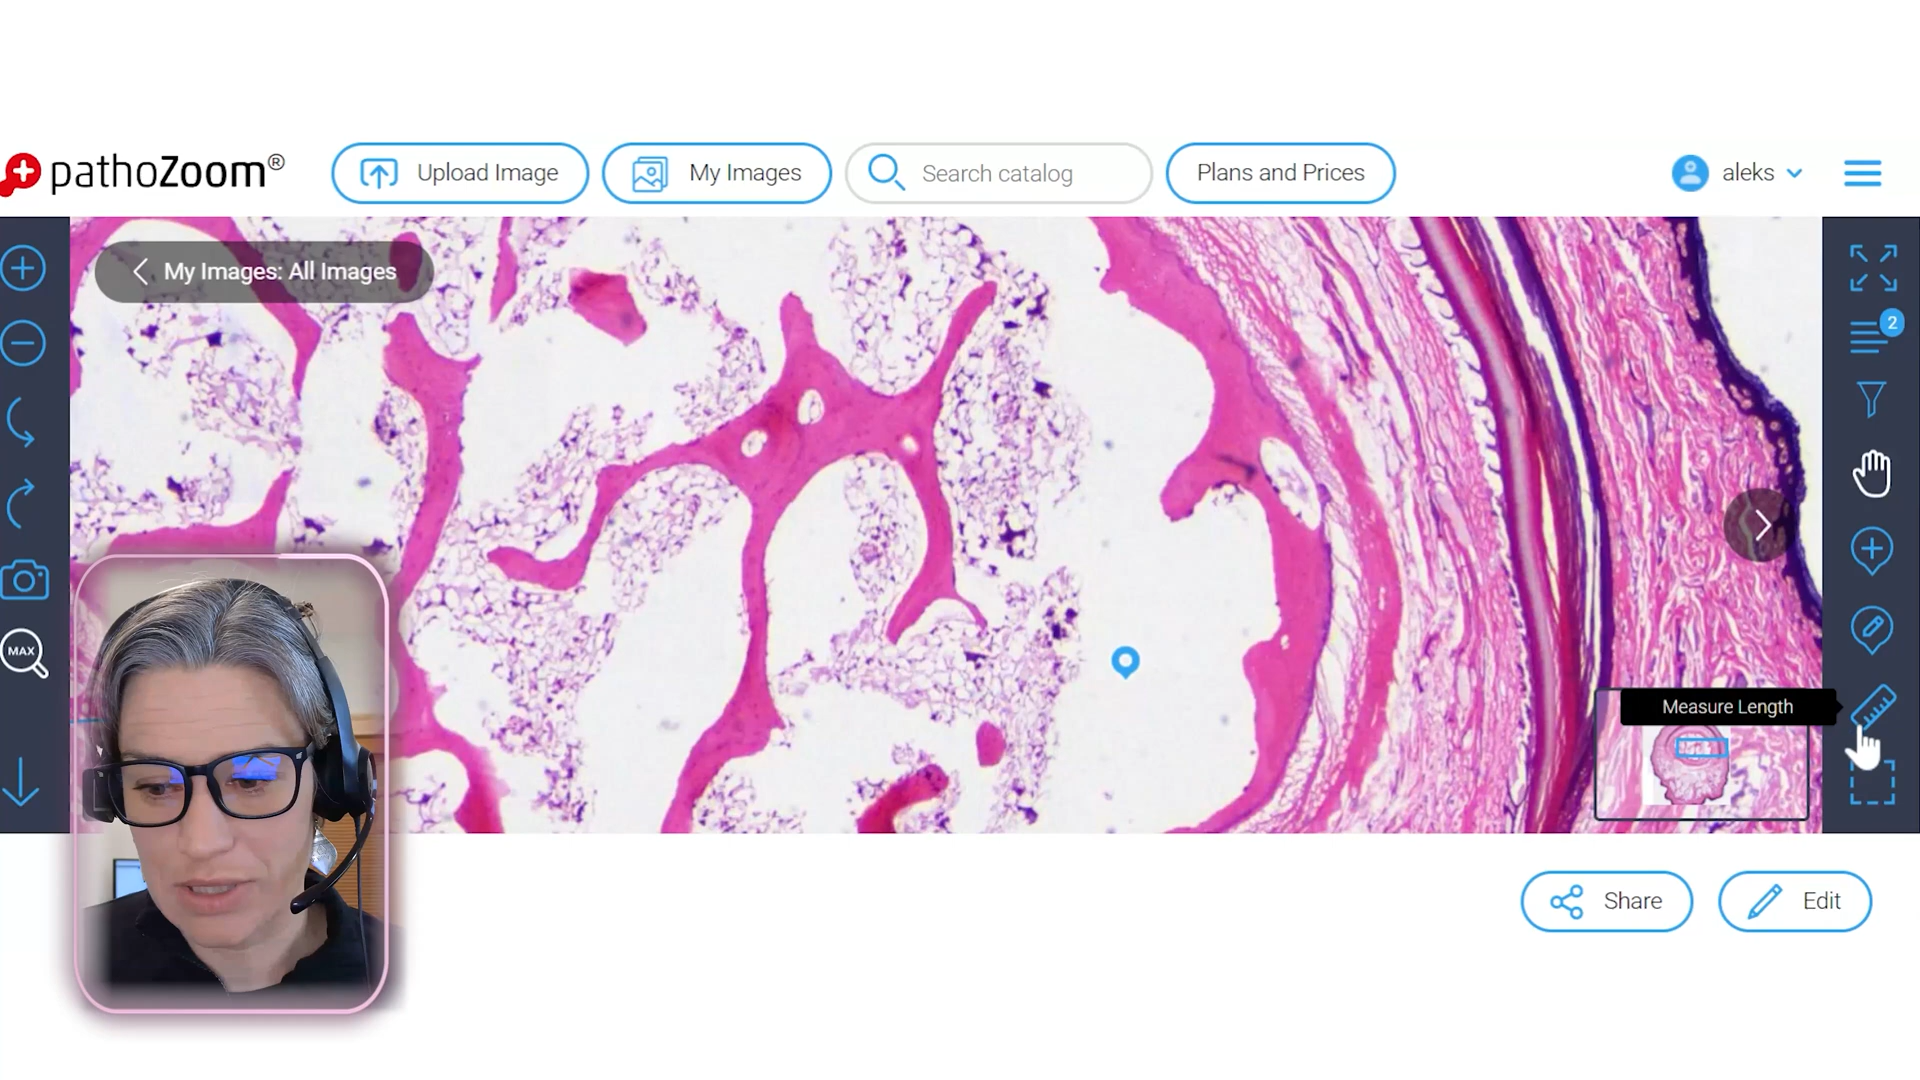 pathoZoom®
Upload Image
My Images
Search catalog
Plans and Prices
aleks
My Images: All Images
2
MAX
Measure Length
Share
Edit